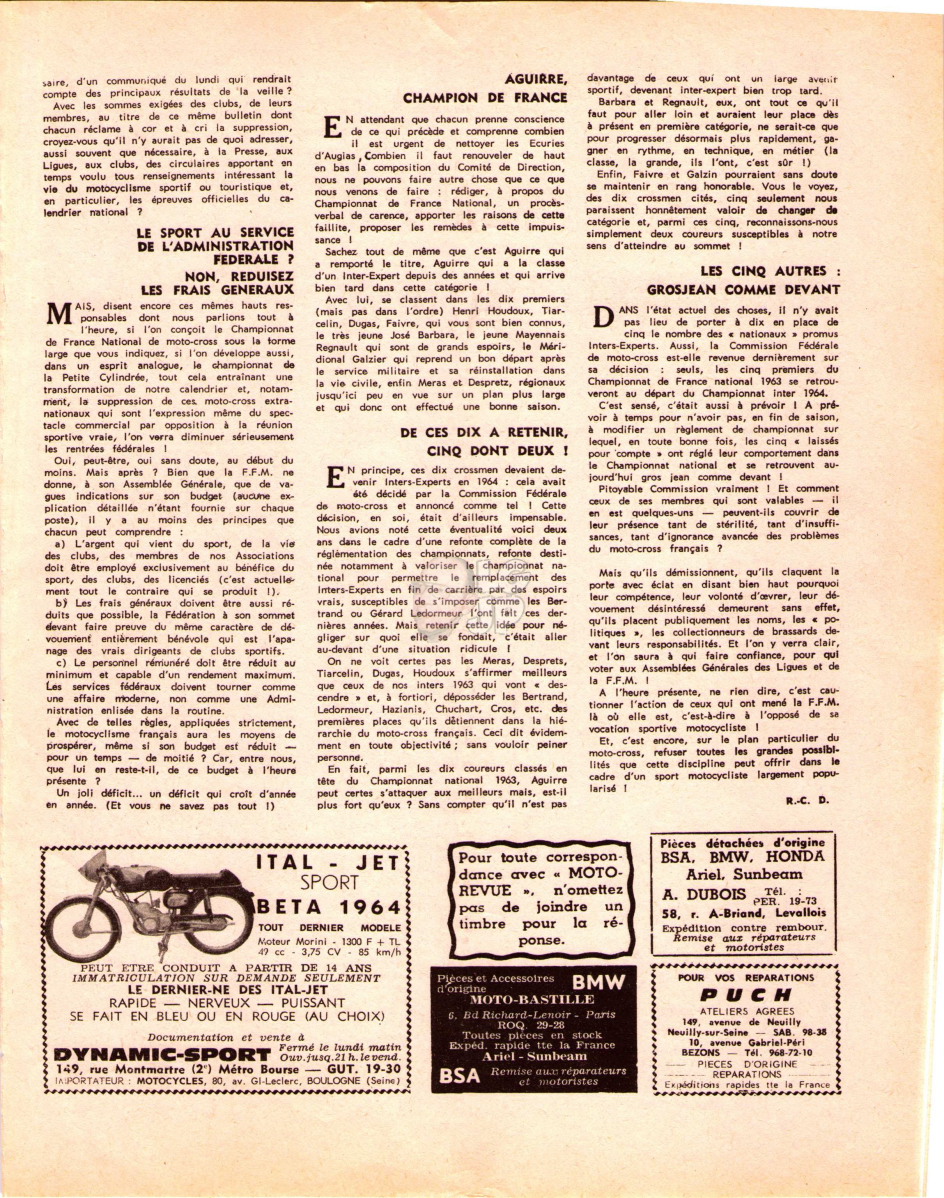 saire, d'un communiqué du lundi qui rendrait
compte des principaux résultats de la veille ?
Avec les sommes exigées des clubs, de leurs
membres, au titre de ce même bulletin dont
chacun réclame à cor et à cri la suppression,
croyez-vous qu'il n'y aurait pas de quoi adresser,
aussi souvent que nécessaire, à la Presse, aux
Ligues, aux clubs, des circulaires apportant en
temps voulu tous renseignements intéressant la
vie du motocyclisme sportif ou touristique et,
en particulier, les épreuves officielles du ca-
lendrier national ?
LE SPORT AU SERVICE
DE L'ADMINISTRATION
FEDERALE ?
NON, REDUISEZ
LES FRAIS GENERAUX
MAIS, disent encore ces mêmes hauts res-
ponsables dont nous parlions tout à
l'heure, si l'on conçoit le Championnat
de France National de moto-cross sous la forme
large que vous indiquez, si l'on développe aussi,
dans un esprit analogue, le championnat de
la Petite Cylindrée, tout cela entraînant une
transformation de notre calendrier et, notam-
ment, la suppression de ces moto-cross extra-
nationaux qui sont l'expression même du spec-
tacle commercial par opposition à la réunion
sportive vraie, l'on verra diminuer sérieusement
les rentrées fédérales !
Oui, peut-être, oui sans doute, au début du
moins. Mais après ? Bien que la F.F.M. ne
donne, à son Assemblée Générale, que de va-
gues indications sur son budget (aucune ex-
plication détaillée n'étant fournie sur chaque
poste), il y a au moins des principes que
chacun peut comprendre :
a) L'argent qui vient du sport, de la vie
des clubs, des membres de nos Associations
doit être employé exclusivement au bénéfice du
sport, des clubs, des licenciés (c'est actuelle-
ment tout le contraire qui se produit !).
b) Les frais généraux doivent être aussi ré-
duits que possible, la Fédération à son sommet
devant faire preuve du même caractère de dé-
vouement entièrement bénévole qui est l'apa-
nage des vrais dirigeants de clubs sportifs.
c) Le personnel rémunéré doit être réduit au
minimum et capable d'un rendement maximum.
Les services fédéraux doivent tourner comme
une affaire moderne, non comme une Admi-
nistration enlisée dans la routine.
Avec de telles règles, appliquées strictement,
le motocyclisme français aura les moyens de
prospérer, même si son budget est réduit —
pour un temps — de moitié ? Car, entre nous,
que lui en reste-t-il, de ce budget à l'heure
présente ?
Un joli déficit... un déficit qui croît d'année
en année. (Et vous ne savez pas tout !)
AGUIRRE,
CHAMPION DE FRANCE
EN attendant que chacun prenne conscience
de ce qui précède et comprenne combien
il est urgent de nettoyer les Ecuries
d'Augias, Combien il faut renouveler de haut
en bas la composition du Comité de Direction,
nous ne pouvons faire autre chose que ce que
nous venons de faire : rédiger, à propos du
Championnat de France National, un procès-
verbal de carence, apporter les raisons de cette
faillite, proposer les remèdes à cette impuis-
sance !
Sachez tout de même que c'est Aguirre qui
a remporté le titre, Aguirre qui a la classe
d'un Inter-Expert depuis des années et qui arrive
bien tard dans cette catégorie !
Avec lui, se classent dans les dix premiers
(mais pas dans l'ordre) Henri Houdoux, Tiar-
celin, Dugas, Faivre, qui vous sont bien connus,
le très jeune José Barbara, le jeune Mayennais
Regnault qui sont de grands espoirs, le Méri-
dional Galzier qui reprend un bon départ après
le service militaire et sa réinstallation dans
la vie civile, enfin Meras et Despretz, régionaux
jusqu'ici peu en vue sur un plan plus large
et qui donc ont effectué une bonne saison.
DE CES DIX A RETENIR,
CINQ DONT DEUX !
EN principe, ces dix crossmen devaient de-
venir Inters-Experts en 1964 : cela avait
été décidé par la Commission Fédérale
de moto-cross et annoncé comme tel ! Cette
décision, en soi, était d'ailleurs impensable.
Nous avions noté cette éventualité voici deux
ans dans le cadre d'une refonte complète de la
réglémentation des championnats, refonte desti-
née notamment à valoriser le championnat na-
tional pour permettre le remplacement des
Inters-Experts en fin de carrière par des espoirs
vrais, susceptibles de s'imposer comme les Ber-
trand ou Gérard Ledormeur l'ont fait ces der-
nières années. Mais retenir cette idée pour né-
gliger sur quoi elle se fondait, c'était aller
au-devant d'une situation ridicule !
On ne voit certes pas les Meras, Desprets,
Tiarcelin, Dugas, Houdoux s'affirmer meilleurs
que ceux de nos inters 1963 qui vont « des-
cendre » et, à fortiori, déposséder les Bertrand,
Ledormeur, Hazianis, Chuchart, Cros, etc. des
premières places qu'ils détiennent dans la hié-
rarchie du moto-cross français. Ceci dit évidem-
ment en toute objectivité ; sans vouloir peiner
personne.
En fait, parmi les dix coureurs classés en
tête du Championnat national 1963, Aguirre
peut certes s'attaquer aux meilleurs mais, est-il
plus fort qu'eux ? Sans compter qu'il n'est pas
davantage de ceux qui ont un large avenir
sportif, devenant inter-expert bien trop tard.
Barbara et Regnault, eux, ont tout ce qu'il
faut pour aller loin et auraient leur place dès
à présent en première catégorie, ne serait-ce que
pour progresser désormais plus rapidement, ga-
gner en rythme, en technique, en métier (la
classe, la grande, ils l'ont, c'est sûr !)
Enfin, Faivre et Galzin pourraient sans doute
se maintenir en rang honorable. Vous le voyez,
des dix crossmen cités, cinq seulement nous
paraissent honnêtement valoir de changer de
catégorie et, parmi ces cinq, reconnaissons-nous
simplement deux coureurs susceptibles à notre
sens d'atteindre au sommet !
LES CINQ AUTRES :
GROSJEAN COMME DEVANT
DANS l'état actuel des choses, il n'y avait
pas lieu de porter à dix en place de
cinq le nombre des « nationaux » promus
Inters-Experts. Aussi, la Commission Fédérale
de moto-cross est-elle revenue dernièrement sur
sa décision : seuls, les cinq premiers du
Championnat de France national 1963 se retrou-
veront au départ du Championnat inter 1964.
C'est sensé, c'était aussi à prévoir ! A pré-
voir à temps pour n'avoir pas, en fin de saison,
à modifier un règlement de championnat sur
lequel, en toute bonne fois, les cinq « laissés
pour compte » ont réglé leur comportement dans
le Championnat national et se retrouvent au-
jourd'hui gros jean comme devant !
Pitoyable Commission vraiment ! Et comment
ceux de ses membres qui sont valables — il
en est quelques-uns — peuvent-ils couvrir de
leur présence tant de stérilité, tant d'insuffi-
sances, tant d'ignorance avancée des problèmes
du moto-cross français ?
Mais qu'ils démissionnent, qu'ils claquent la
porte avec éclat en disant bien haut pourquoi
leur compétence, leur volonté d'œvrer, leur dé-
vouement désintéressé demeurent sans effet,
qu'ils placent publiquement les noms, les « po-
litiques », les collectionneurs de brassards de-
vant leurs responsabilités. Et l'on y verra clair,
et l'on saura à qui faire confiance, pour qui
voter aux Assemblées Générales des Ligues et de
la F.F.M. !
A l'heure présente, ne rien dire, c'est cau-
tionner l'action de ceux qui ont mené la F.F.M.
là où elle est, c'est-à-dire à l'opposé de sa
vocation sportive motocycliste !
Et, c'est encore, sur le plan particulier du
moto-cross, refuser toutes les grandes possibi-
lités que cette discipline peut offrir dans le
cadre d'un sport motocycliste largement popu-
larisé !
R.-C. D.
ITAL - JET
SPORT
BETA 1964
TOUT DERNIER MODELE
Moteur Morini - 1300 F + TL
49 cc - 3,75 CV - 85 km/h
PEUT ETRE CONDUIT A PARTIR DE 14 ANS
IMMATRICULATION SUR DEMANDE SEULEMENT
LE DERNIER-NE DES ITAL-JET
RAPIDE — NERVEUX — PUISSANT
SE FAIT EN BLEU OU EN ROUGE (AU CHOIX)
Documentation et vente à
DYNAMIC-SPORT Fermé le lundi matin
Ouv. jusq. 21 h. le vend.
149, rue Montmartre (2e) Métro Bourse — GUT. 19-30
IMPORTATEUR : MOTOCYCLES, 80, av. Gl-Leclerc, BOULOGNE (Seine)
Pour toute correspon-
dance avec « MOTO-
REVUE », n'omettez
pas de joindre un
timbre pour la ré-
ponse.
Pièces et Accessoires
d'origine BMW
MOTO-BASTILLE
6, Bd Richard-Lenoir - Paris
ROQ. 29-28
Toutes pièces en stock
Expéd. rapide tte la France
Ariel - Sunbeam
BSA Remise aux réparateurs
et motoristes
Pièces détachées d'origine
BSA, BMW, HONDA
Ariel, Sunbeam
A. DUBOIS Tél. :
PER. 19-73
58, r. A-Briand, Levallois
Expédition contre rembour.
Remise aux réparateurs
et motoristes
POUR VOS REPARATIONS
PUCH
ATELIERS AGREES
149, avenue de Neuilly
Neuilly-sur-Seine — SAB. 98-38
10, avenue Gabriel-Péri
BEZONS — Tél. 968-72-10
— PIECES D'ORIGINE —
— REPARATIONS —
Expéditions rapides tte la France